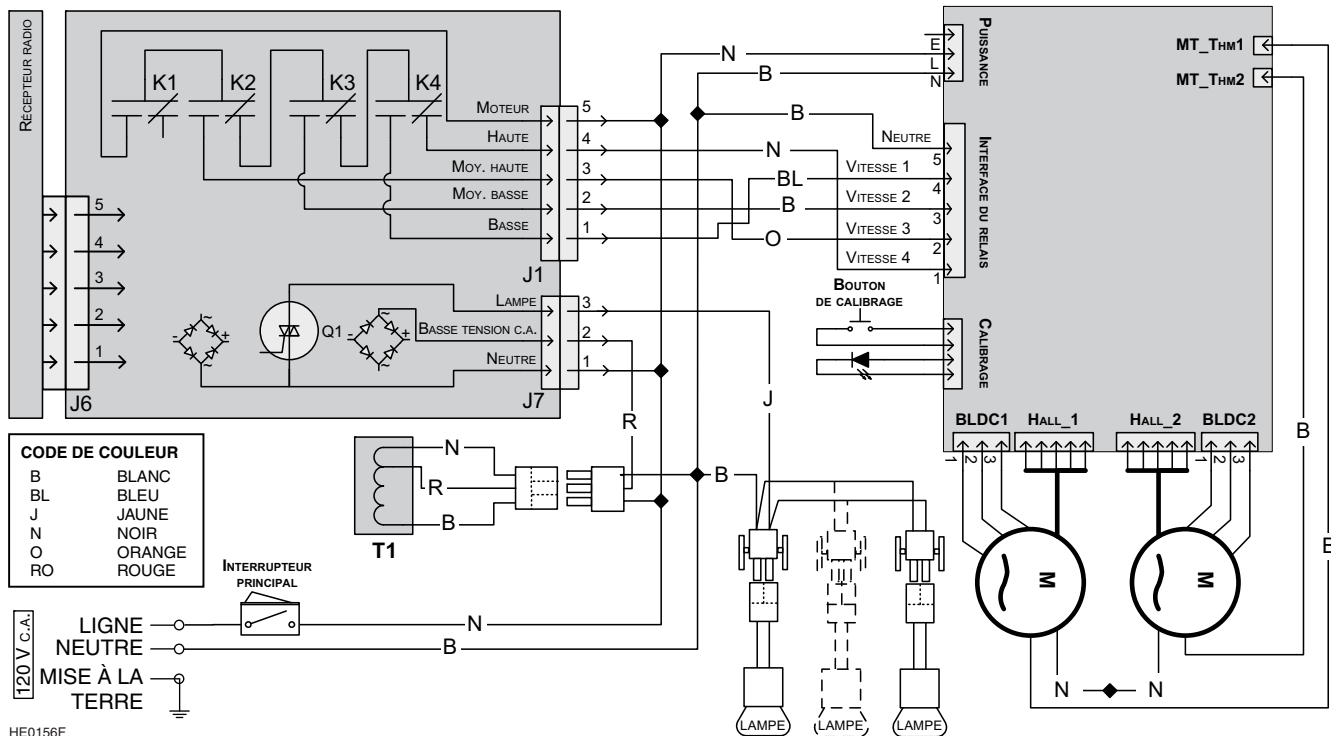 RÉCEPTEUR RADIO
K1
K2
K3
K4
MOTEUR
HAUTE
MOY. HAUTE
MOY. BASSE
BASSE
5
4
3
2
1
J1
5
4
3
2
1
J6
LAMPE
BASSE TENSION C.A.
NEUTRE
3
2
1
J7
Q1
-
~
+
~
-
~
+
~
N
B
B
N
BL
B
O
J
R
PUISSANCE
E
L
N
NEUTRE
VITESSE 1
VITESSE 2
VITESSE 3
VITESSE 4
5
4
3
2
1
INTERFACE DU RELAIS
BOUTON
DE CALIBRAGE
CALIBRAGE
MT_THM1
MT_THM2
BLDC1
HALL_1
HALL_2
BLDC2
1
2
3
1
2
3
B
B
M
M
N
N
CODE DE COULEUR
B BLANC
BL BLEU
J JAUNE
N NOIR
O ORANGE
RO ROUGE
N
R
B
T1
B
INTERRUPTEUR
PRINCIPAL
120 V C.A.
LIGNE
NEUTRE
MISE À LA
TERRE
N
B
LAMPE
LAMPE
LAMPE
HE0156F